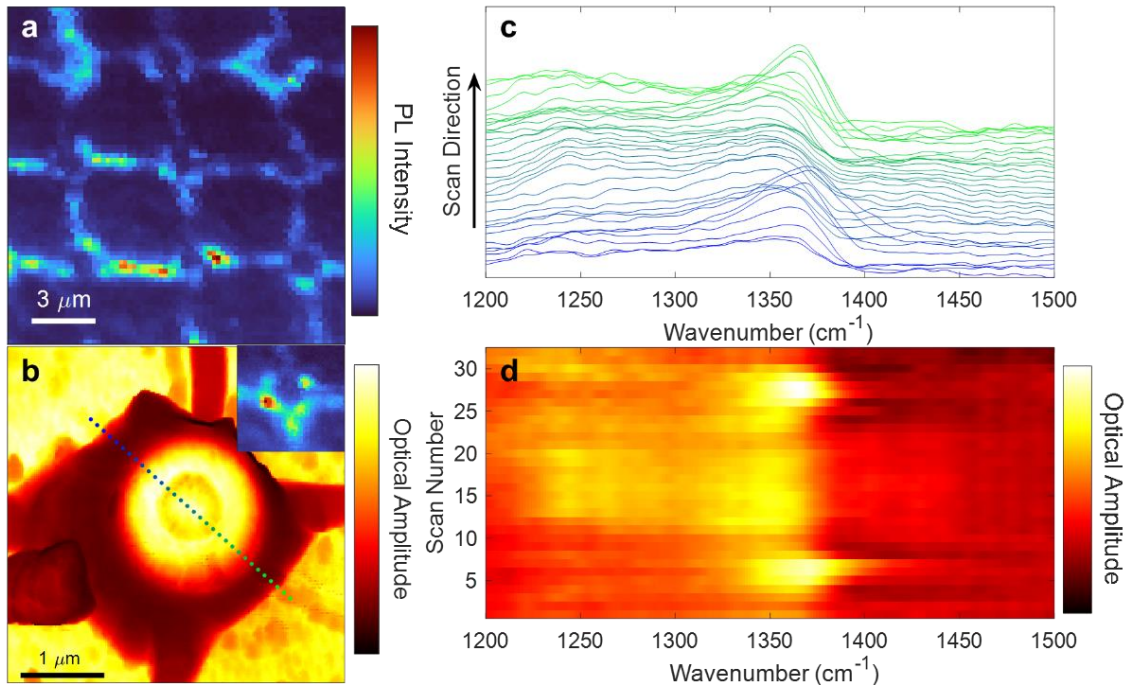 a
PL Intensity
3 μm
b
Optical Amplitude
1 μm
c
Scan Direction
1200 1250 1300 1350 1400 1450 1500
Wavenumber (cm⁻¹)
d
Scan Number
30
25
20
15
10
5
1200 1250 1300 1350 1400 1450 1500
Wavenumber (cm⁻¹)
Optical Amplitude